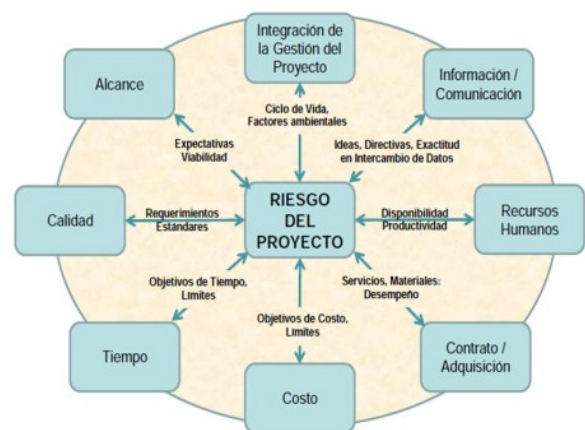 Integración de
la Gestión del
Proyecto
Alcance
Información /
Comunicación
Ciclo de Vida,
Factores ambientales
Expectativas
Viabilidad
Ideas, Directivas, Exactitud
en Intercambio de Datos
Calidad
Requerimientos
Estándares
RIESGO
DEL
PROYECTO
Disponibilidad
Productividad
Recursos
Humanos
Objetivos de Tiempo,
Límites
Servicios, Materiales:
Desempeño
Objetivos de Costo,
Límites
Tiempo
Costo
Contrato /
Adquisición